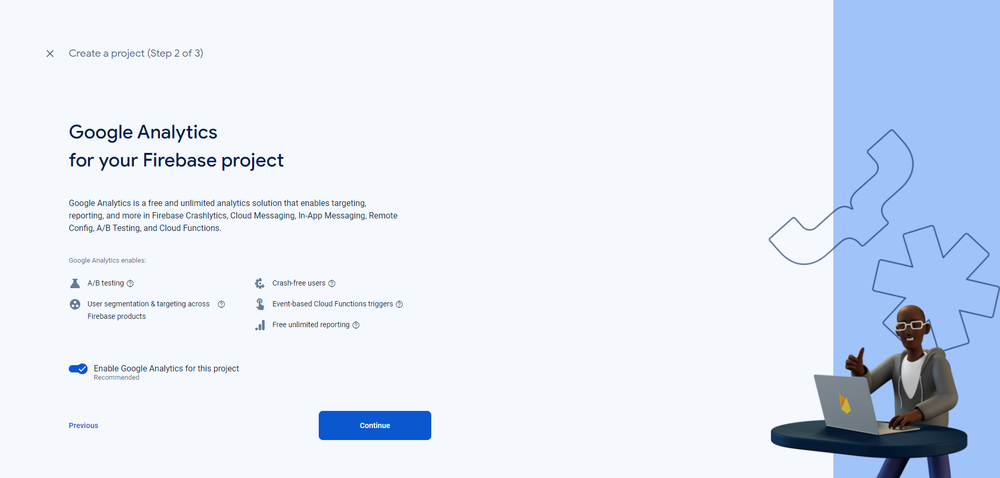 Create a project (Step 2 of 3)
Google Analytics
for your Firebase project
Google Analytics is a free and unlimited analytics solution that enables targeting,
reporting, and more in Firebase Crashlytics, Cloud Messaging, In-App Messaging, Remote
Config, A/B Testing, and Cloud Functions.
Google Analytics enables:
A/B testing
User segmentation & targeting across
Firebase products
Crash-free users
Event-based Cloud Functions triggers
Free unlimited reporting
Enable Google Analytics for this project
Recommended
Previous
Continue